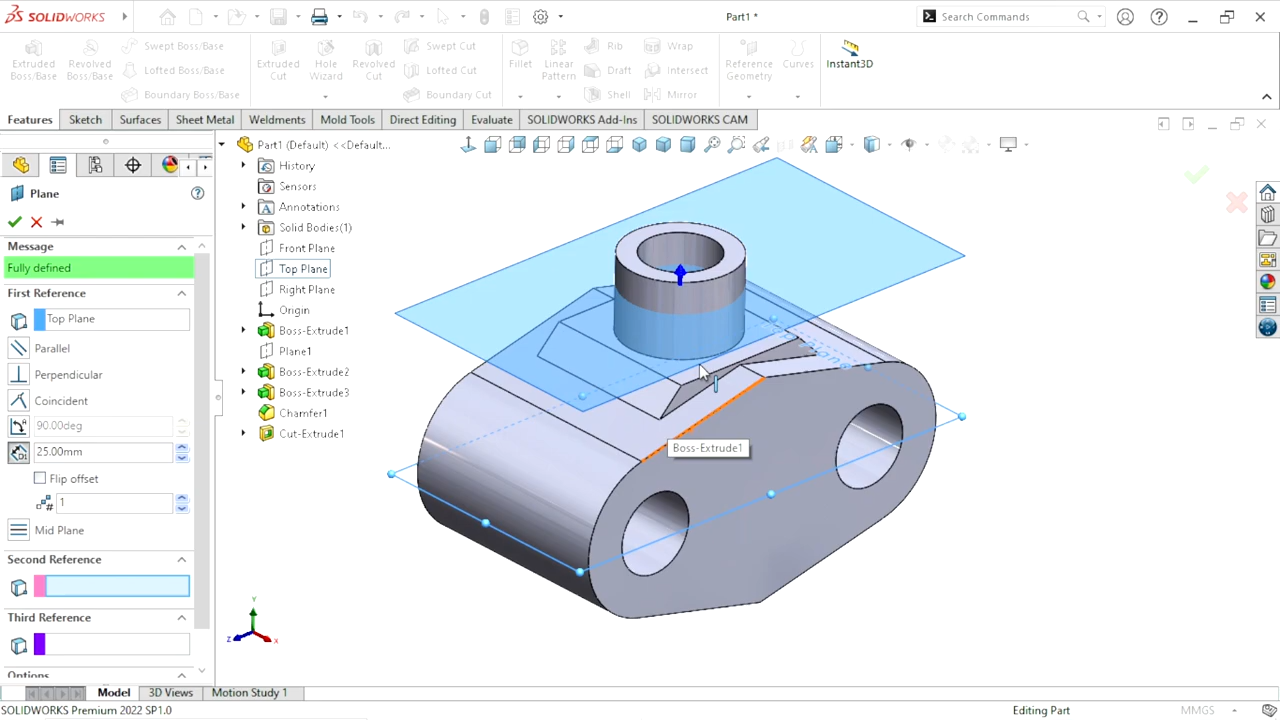 SOLIDWORKS
Part1 *
Search Commands
Extruded Boss/Base
Revolved Boss/Base
Swept Boss/Base
Lofted Boss/Base
Boundary Boss/Base
Extruded Cut
Hole Wizard
Revolved Cut
Swept Cut
Lofted Cut
Boundary Cut
Fillet
Linear Pattern
Rib
Draft
Shell
Wrap
Intersect
Mirror
Reference Geometry
Curves
Instant3D
Features
Sketch
Surfaces
Sheet Metal
Weldments
Mold Tools
Direct Editing
Evaluate
SOLIDWORKS Add-Ins
SOLIDWORKS CAM
Plane
Message
Fully defined
First Reference
Top Plane
Parallel
Perpendicular
Coincident
90.00deg
25.00mm
Flip offset
1
Mid Plane
Second Reference
Third Reference
Options
Part1 (Default) <<Default...
History
Sensors
Annotations
Solid Bodies(1)
Front Plane
Top Plane
Right Plane
Origin
Boss-Extrude1
Plane1
Boss-Extrude2
Boss-Extrude3
Chamfer1
Cut-Extrude1
Boss-Extrude1
Y
Z
X
Model
3D Views
Motion Study 1
SOLIDWORKS Premium 2022 SP1.0
Editing Part
MMGS